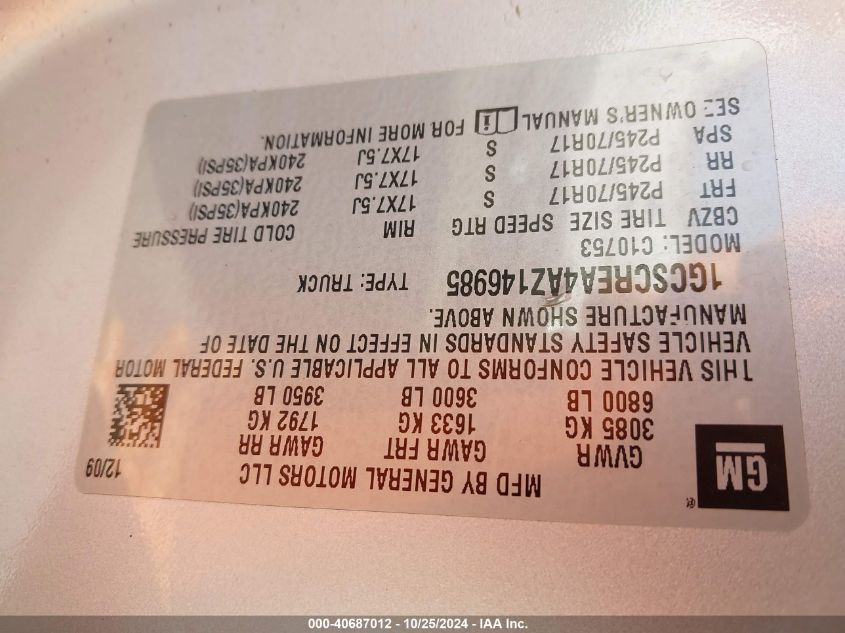 GM
®
MFD BY GENERAL MOTORS LLC 12/09
GVWR GAWR FRT GAWR RR
3085 KG 1633 KG 1792 KG
6800 LB 3600 LB 3950 LB
THIS VEHICLE CONFORMS TO ALL APPLICABLE U.S. FEDERAL MOTOR
VEHICLE SAFETY STANDARDS IN EFFECT ON THE DATE OF
MANUFACTURE SHOWN ABOVE.
1GCSCREA4AZ146985 TYPE: TRUCK
MODEL: C10753
CBZV TIRE SIZE SPEED RTG RIM COLD TIRE PRESSURE
FRT P245/70R17 S 17X7.5J 240KPA(35PSI)
RR P245/70R17 S 17X7.5J 240KPA(35PSI)
SPA P245/70R17 S 17X7.5J 240KPA(35PSI)
SEE OWNER'S MANUAL FOR MORE INFORMATION.
000-40687012 - 10/25/2024 - IAA Inc.